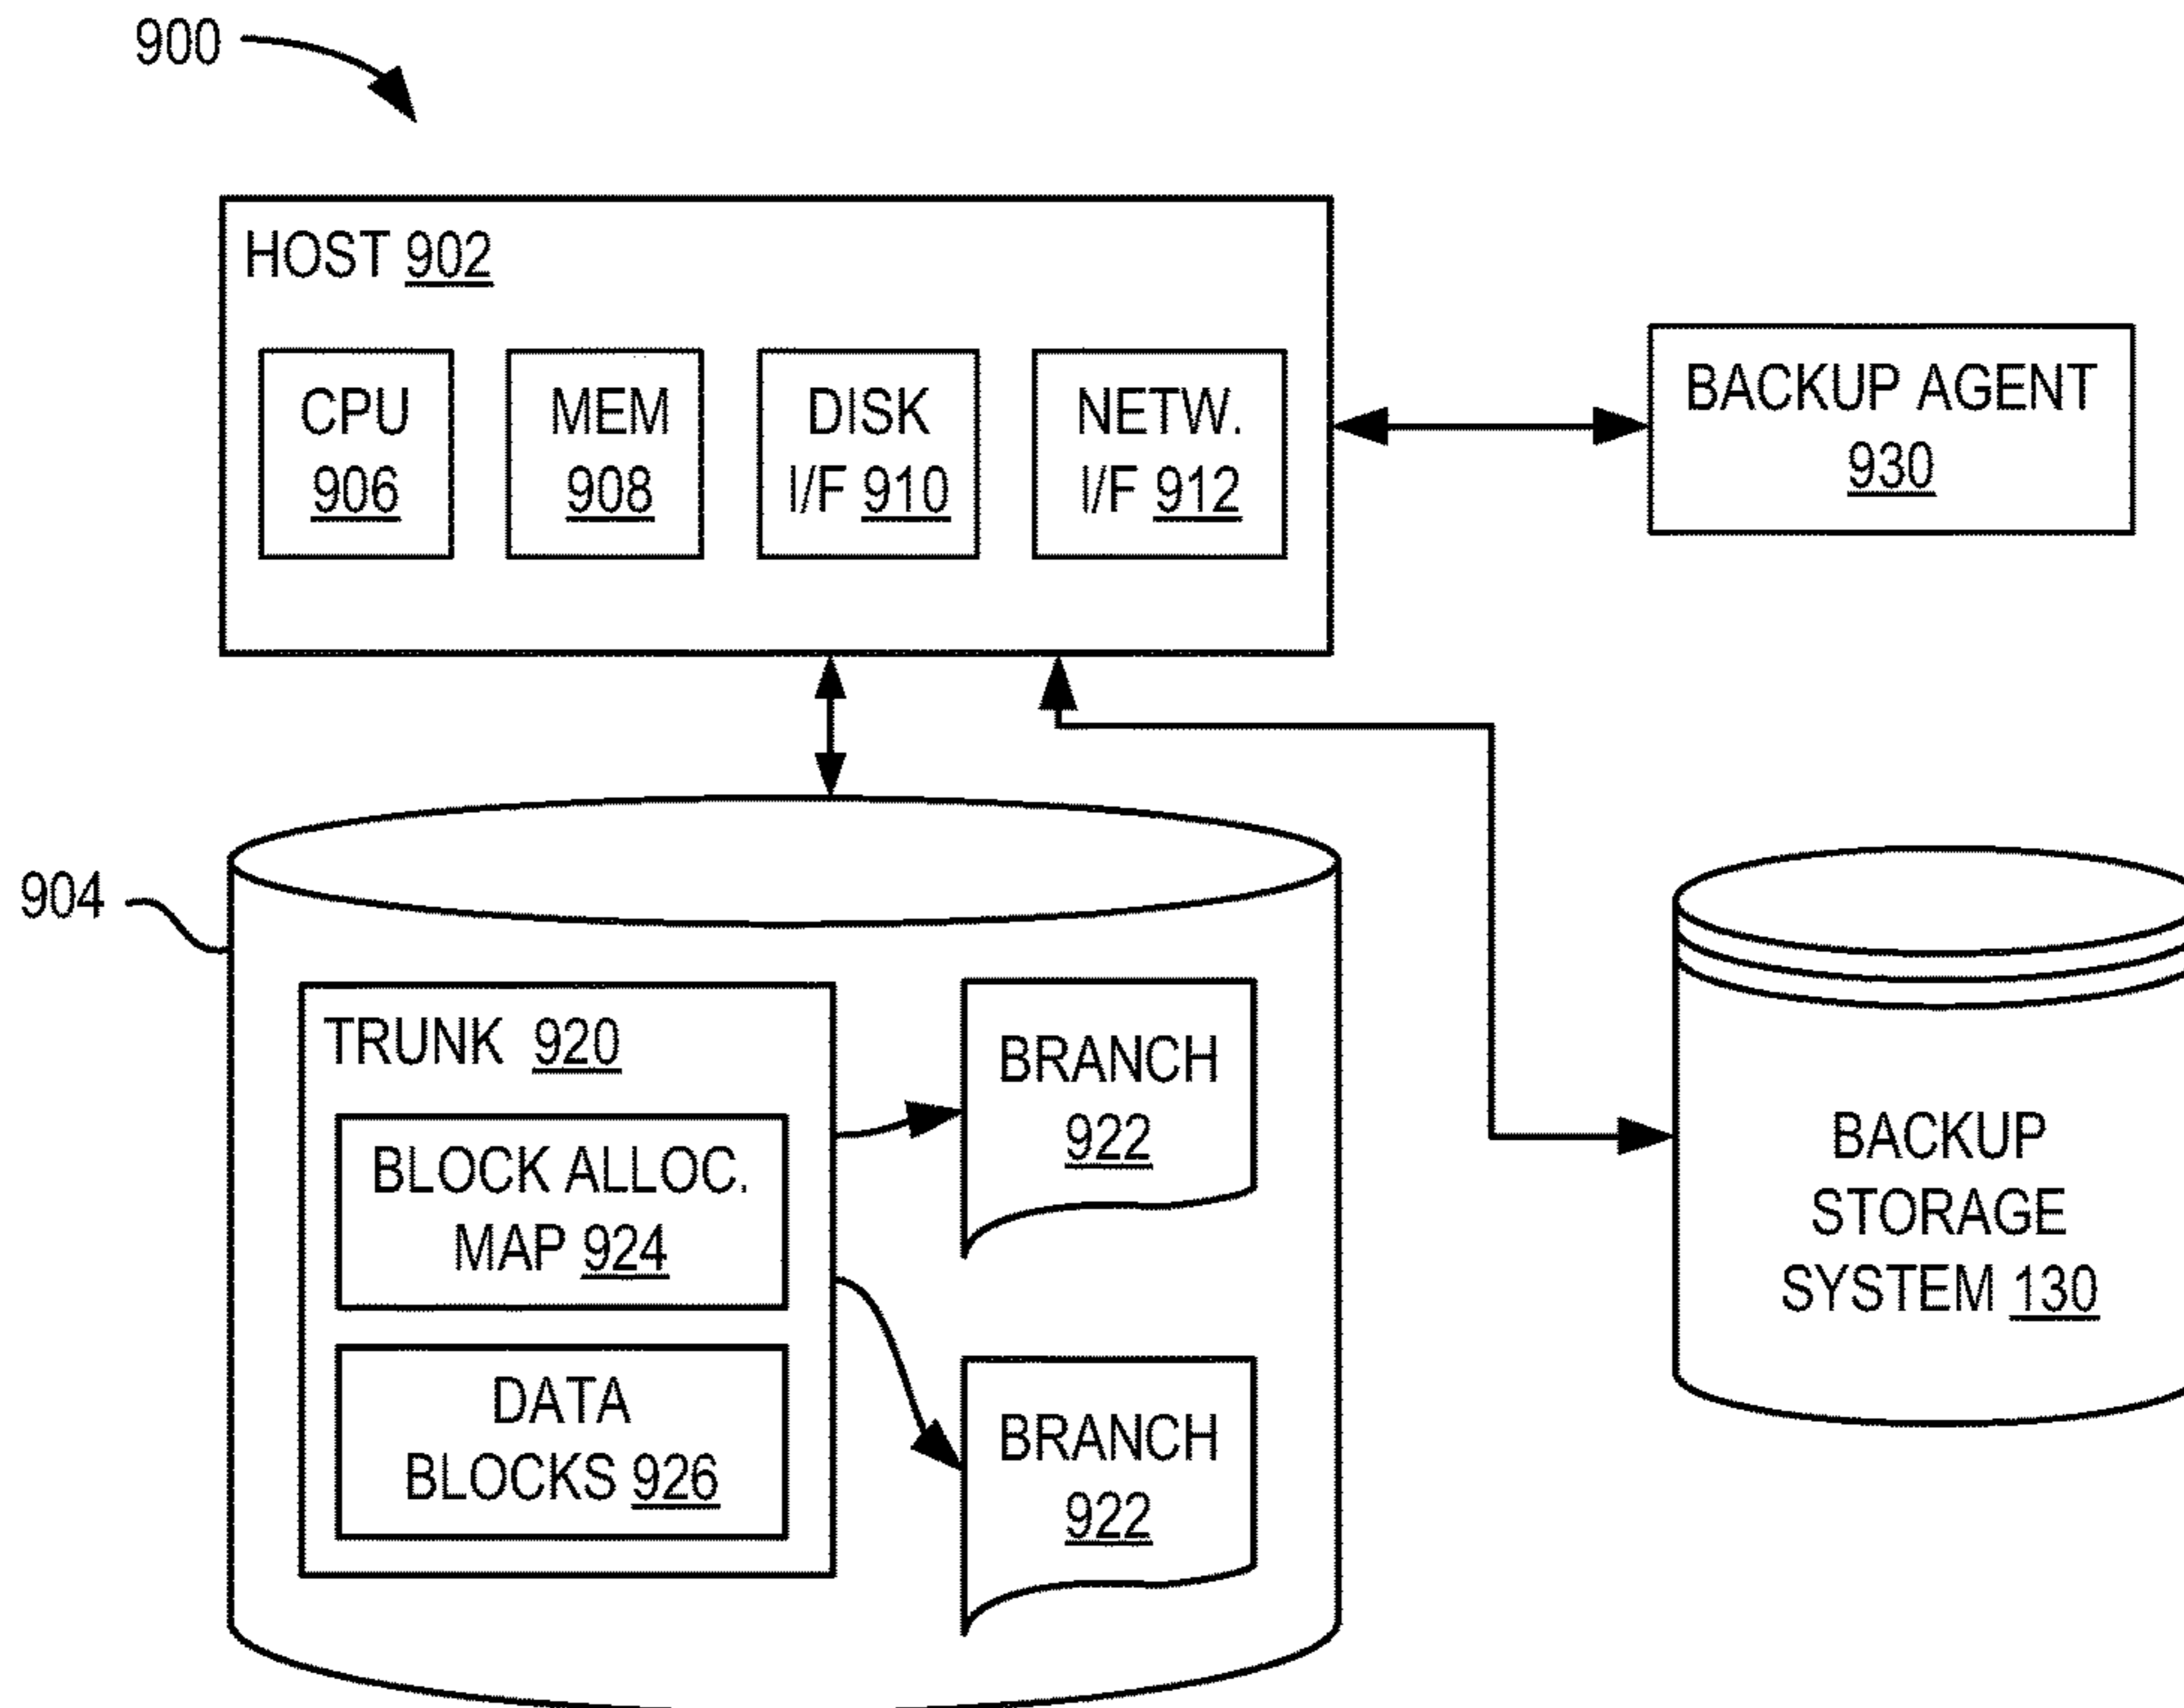 900
HOST 902
CPU
906
MEM
908
DISK
I/F 910
NETW.
I/F 912
BACKUP AGENT
930
904
TRUNK 920
BLOCK ALLOC.
MAP 924
DATA
BLOCKS 926
BRANCH
922
BRANCH
922
BACKUP
STORAGE
SYSTEM 130